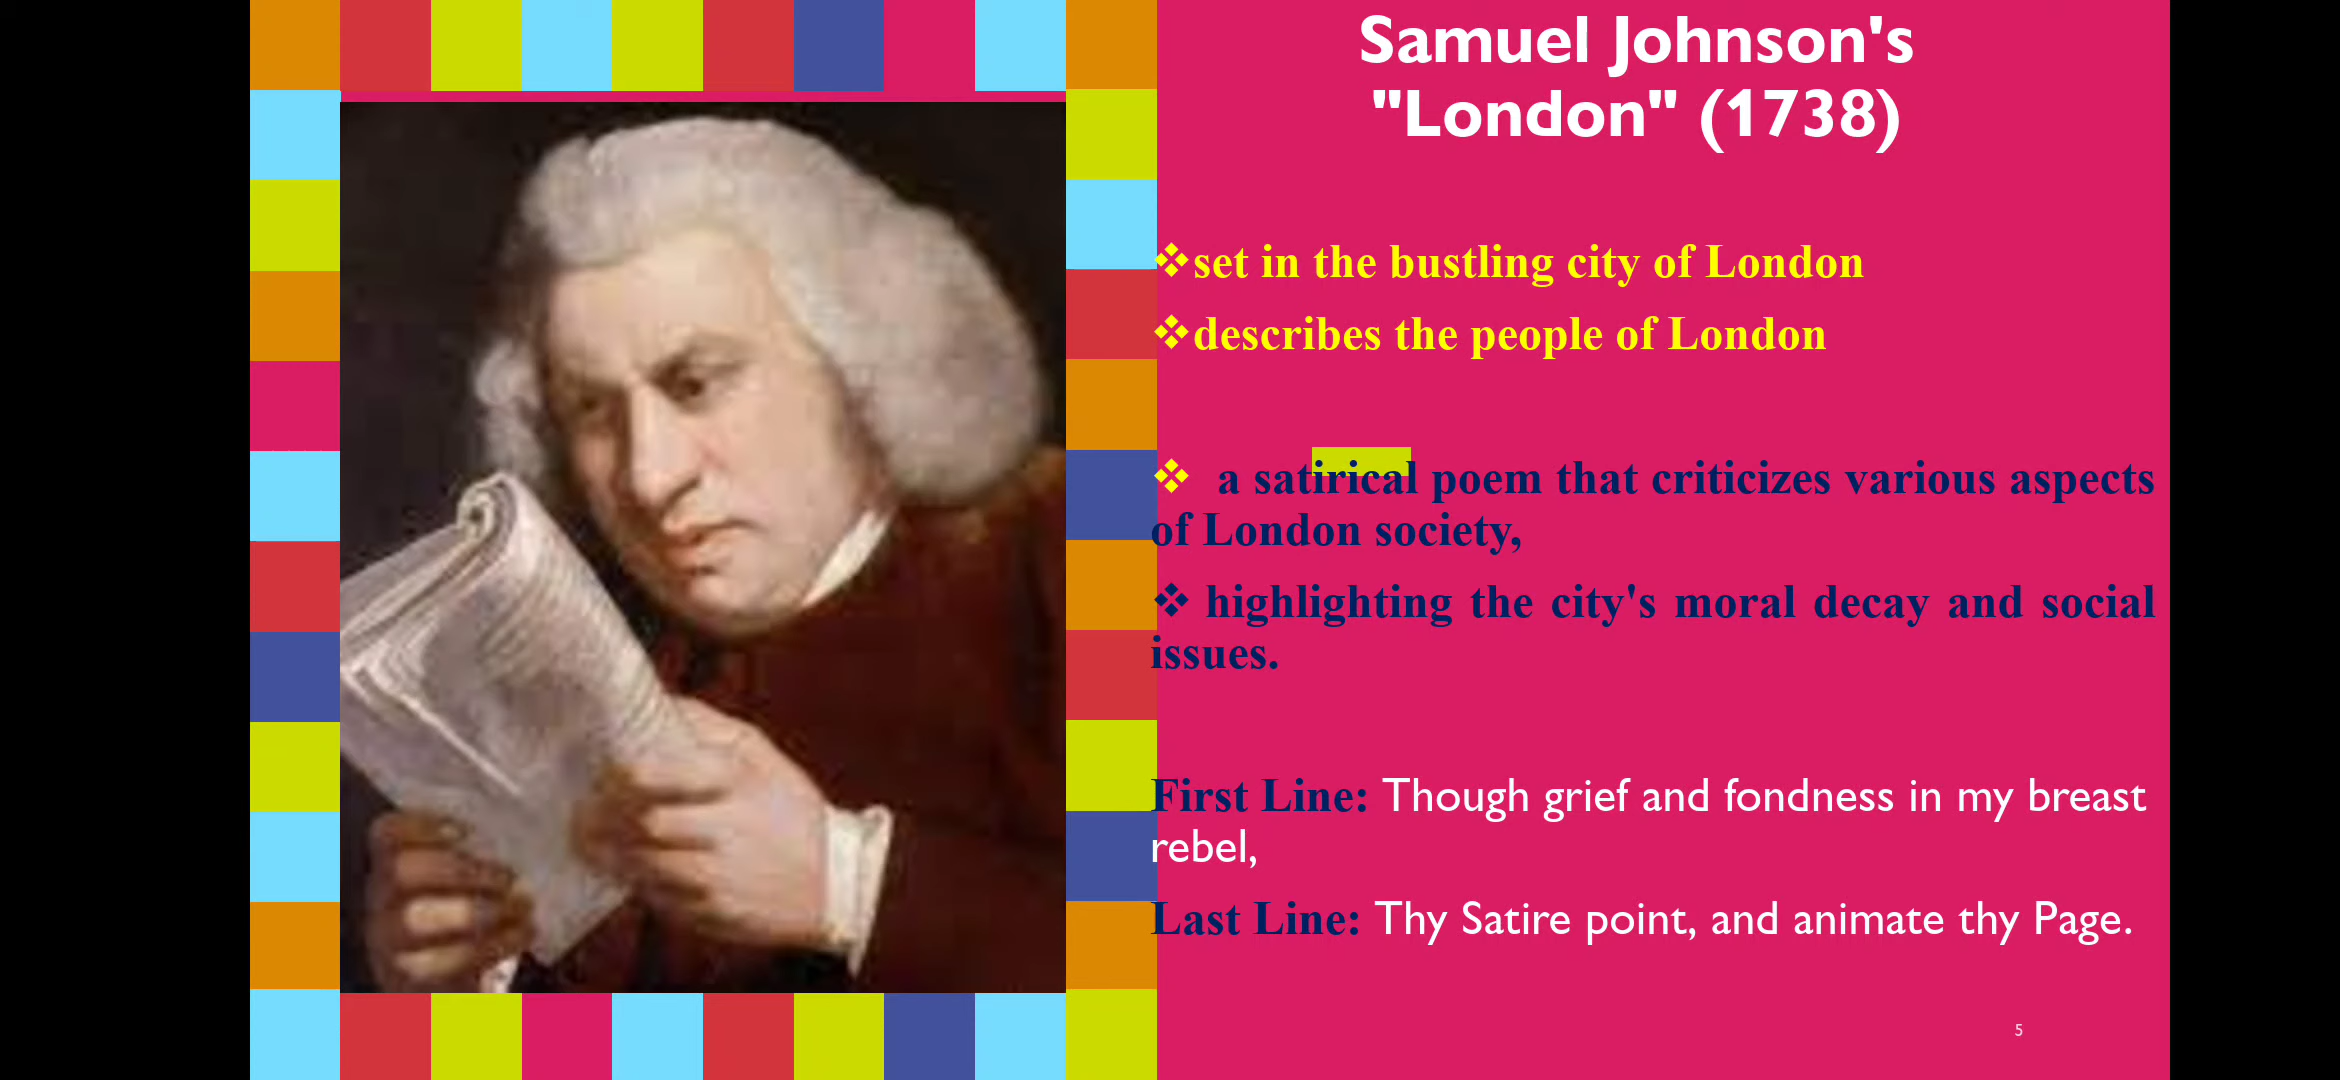 Samuel Johnson's
"London" (1738)
❖set in the bustling city of London
❖describes the people of London
❖ a satirical poem that criticizes various aspects
of London society,
❖ highlighting the city's moral decay and social
issues.
First Line: Though grief and fondness in my breast
rebel,
Last Line: Thy Satire point, and animate thy Page.
5